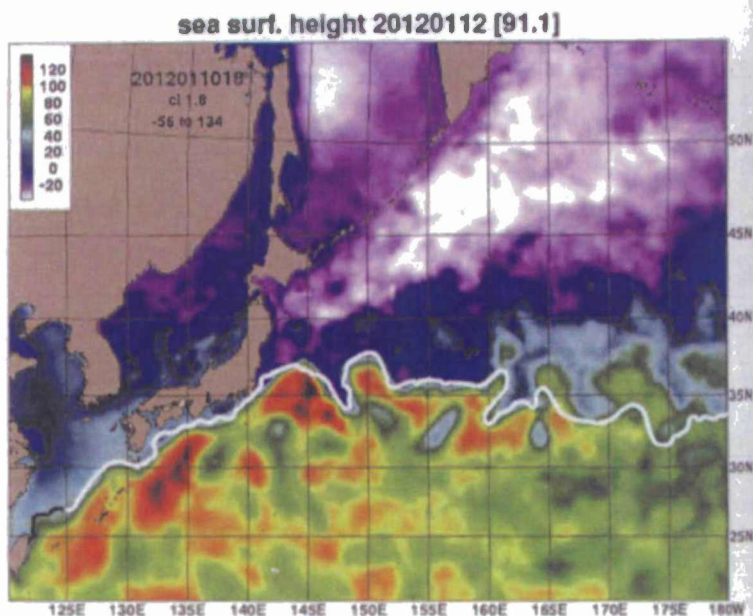 sea surf. height 20120112 [91.1]
120
100
80
60
40
20
0
-20
2012011018
ci 1.8
-56 to 134
50N
45N
40N
35N
30N
25N
125E 130E 135E 140E 145E 150E 155E 160E 165E 170E 175E 180W